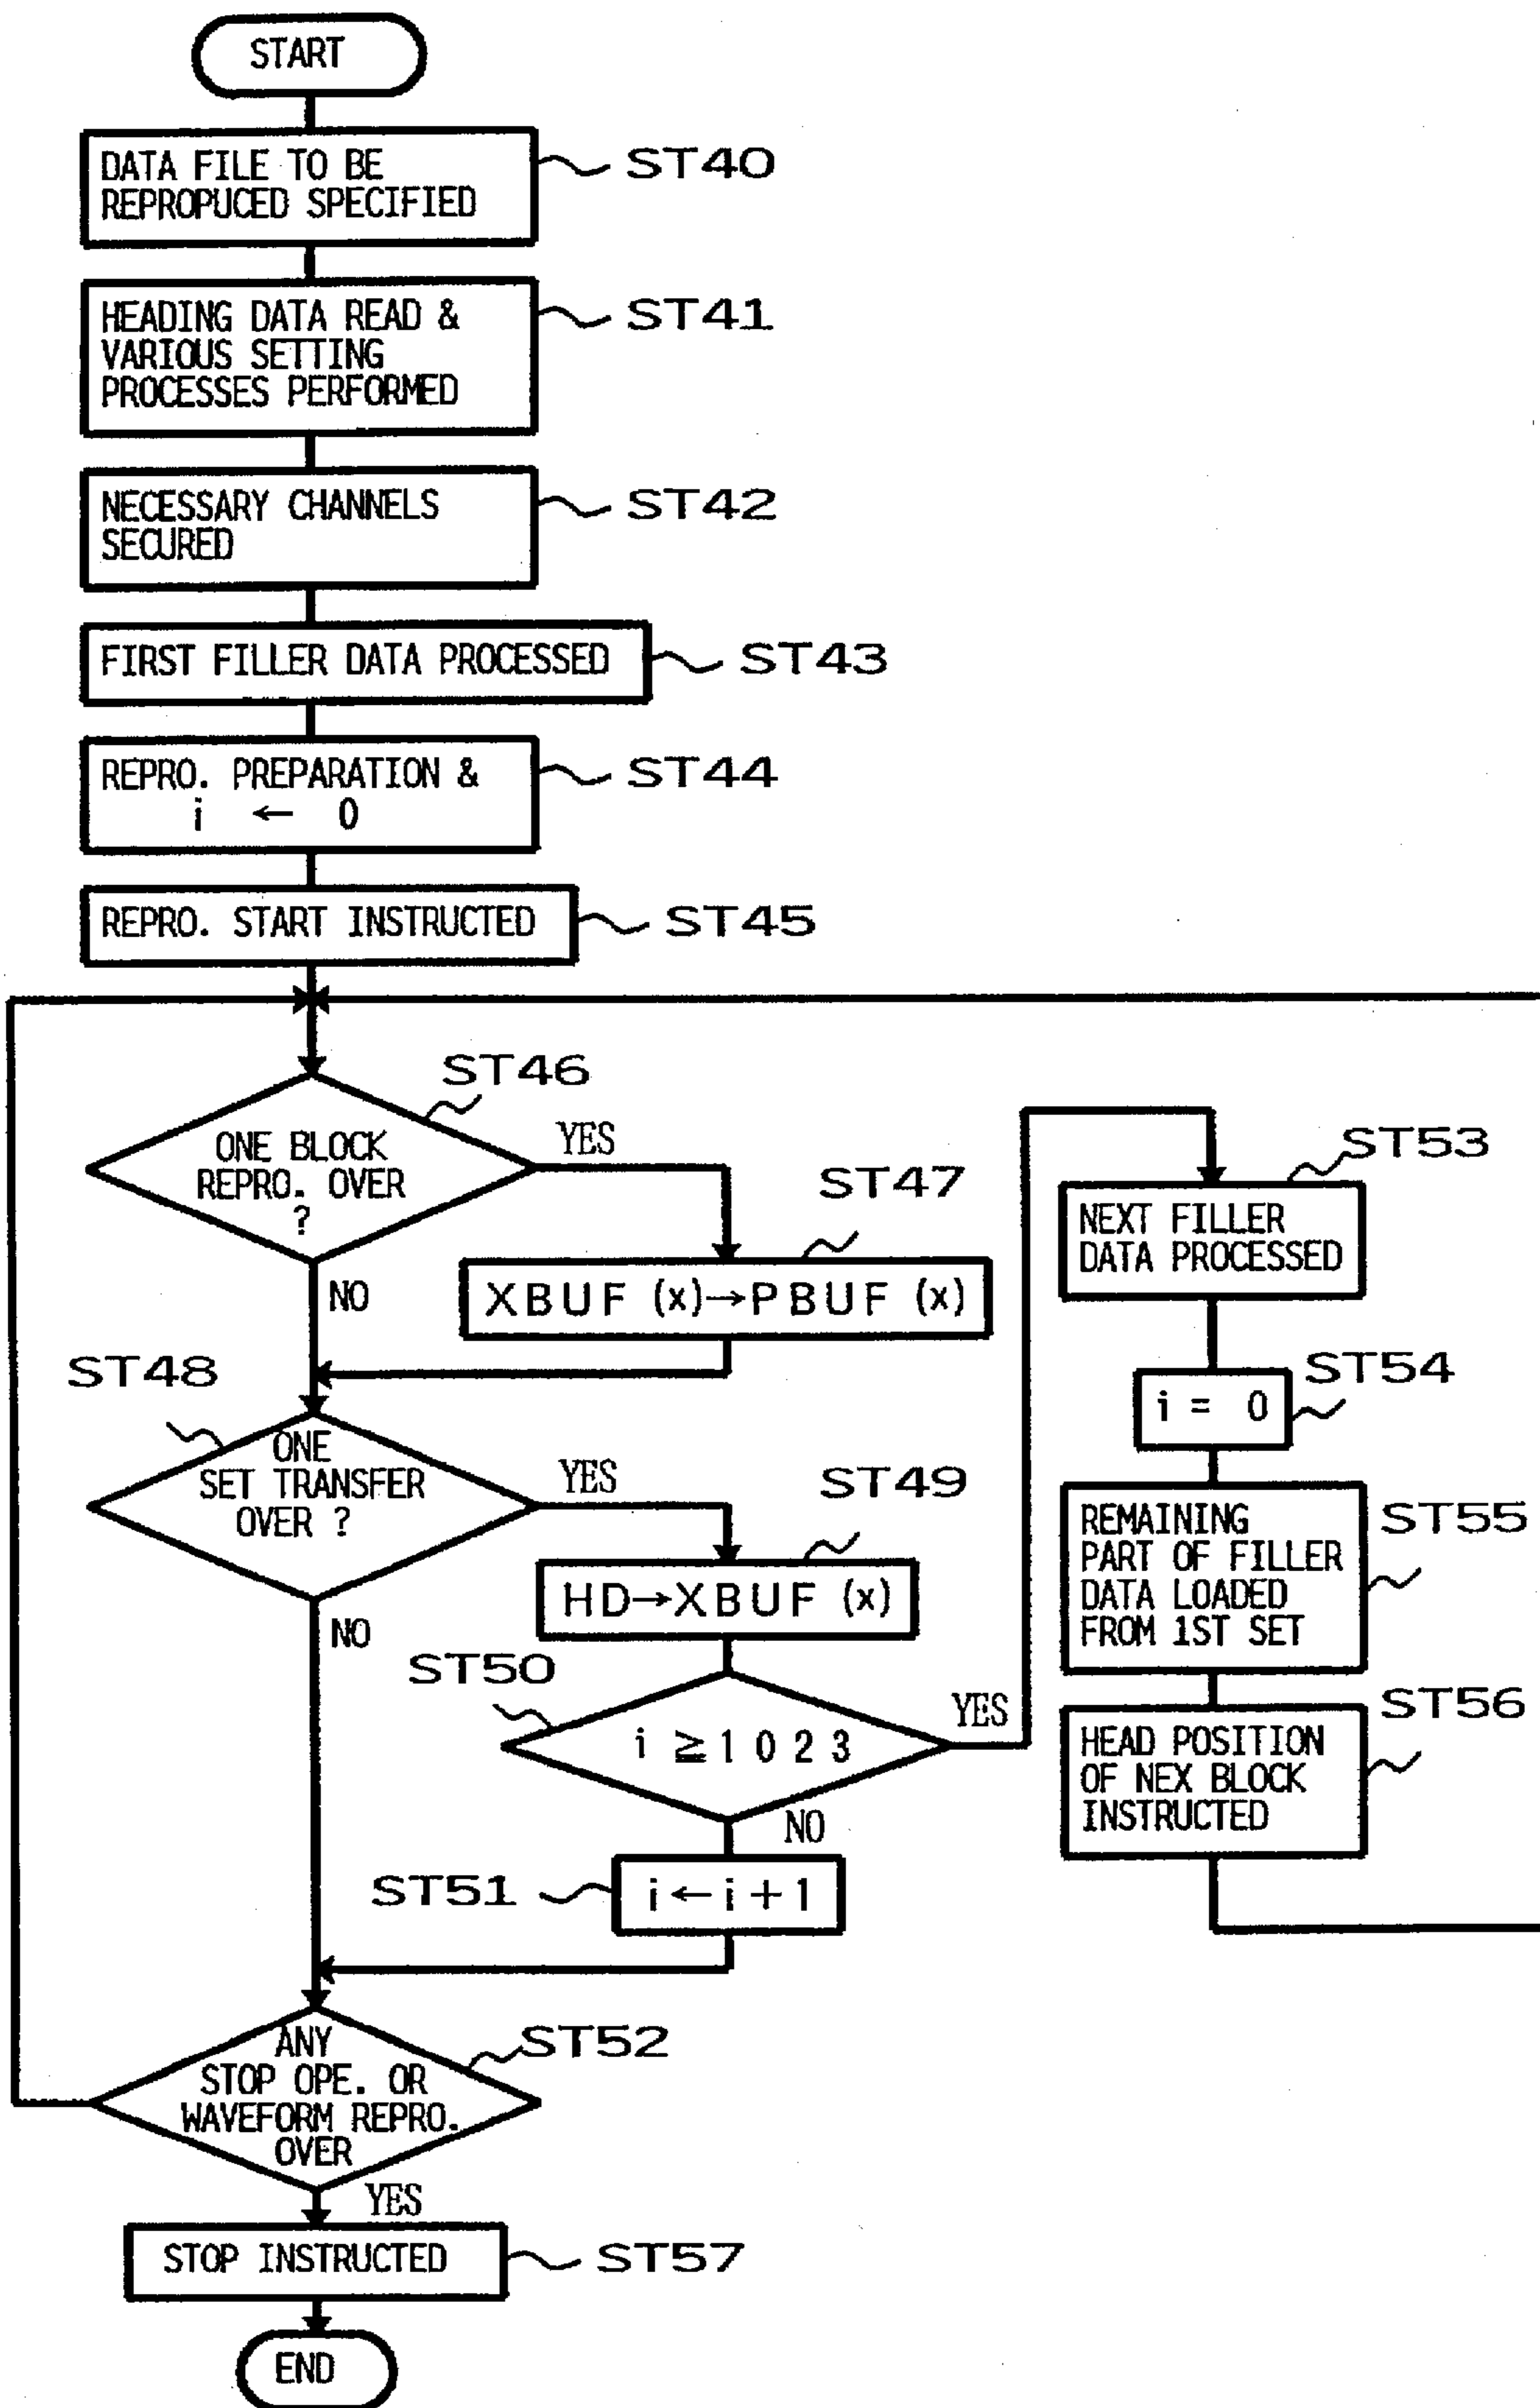 START
DATA FILE TO BE
REPROPUCED SPECIFIED
ST40
HEADING DATA READ &
VARIOUS SETTING
PROCESSES PERFORMED
ST41
NECESSARY CHANNELS
SECURED
ST42
FIRST FILLER DATA PROCESSED
ST43
REPRO. PREPARATION &
i ← 0
ST44
REPRO. START INSTRUCTED
ST45
ST46
ONE BLOCK
REPRO. OVER
?
YES
NO
ST47
XBUF (x)→PBUF (x)
ST48
ONE
SET TRANSFER
OVER ?
YES
NO
ST49
HD→XBUF (x)
ST50
i ≧ 1 0 2 3
YES
NO
ST51
i ← i + 1
ST53
NEXT FILLER
DATA PROCESSED
ST54
i = 0
REMAINING
PART OF FILLER
DATA LOADED
FROM 1ST SET
ST55
HEAD POSITION
OF NEX BLOCK
INSTRUCTED
ST56
ANY
STOP OPE. OR
WAVEFORM REPRO.
OVER
ST52
YES
STOP INSTRUCTED
ST57
END